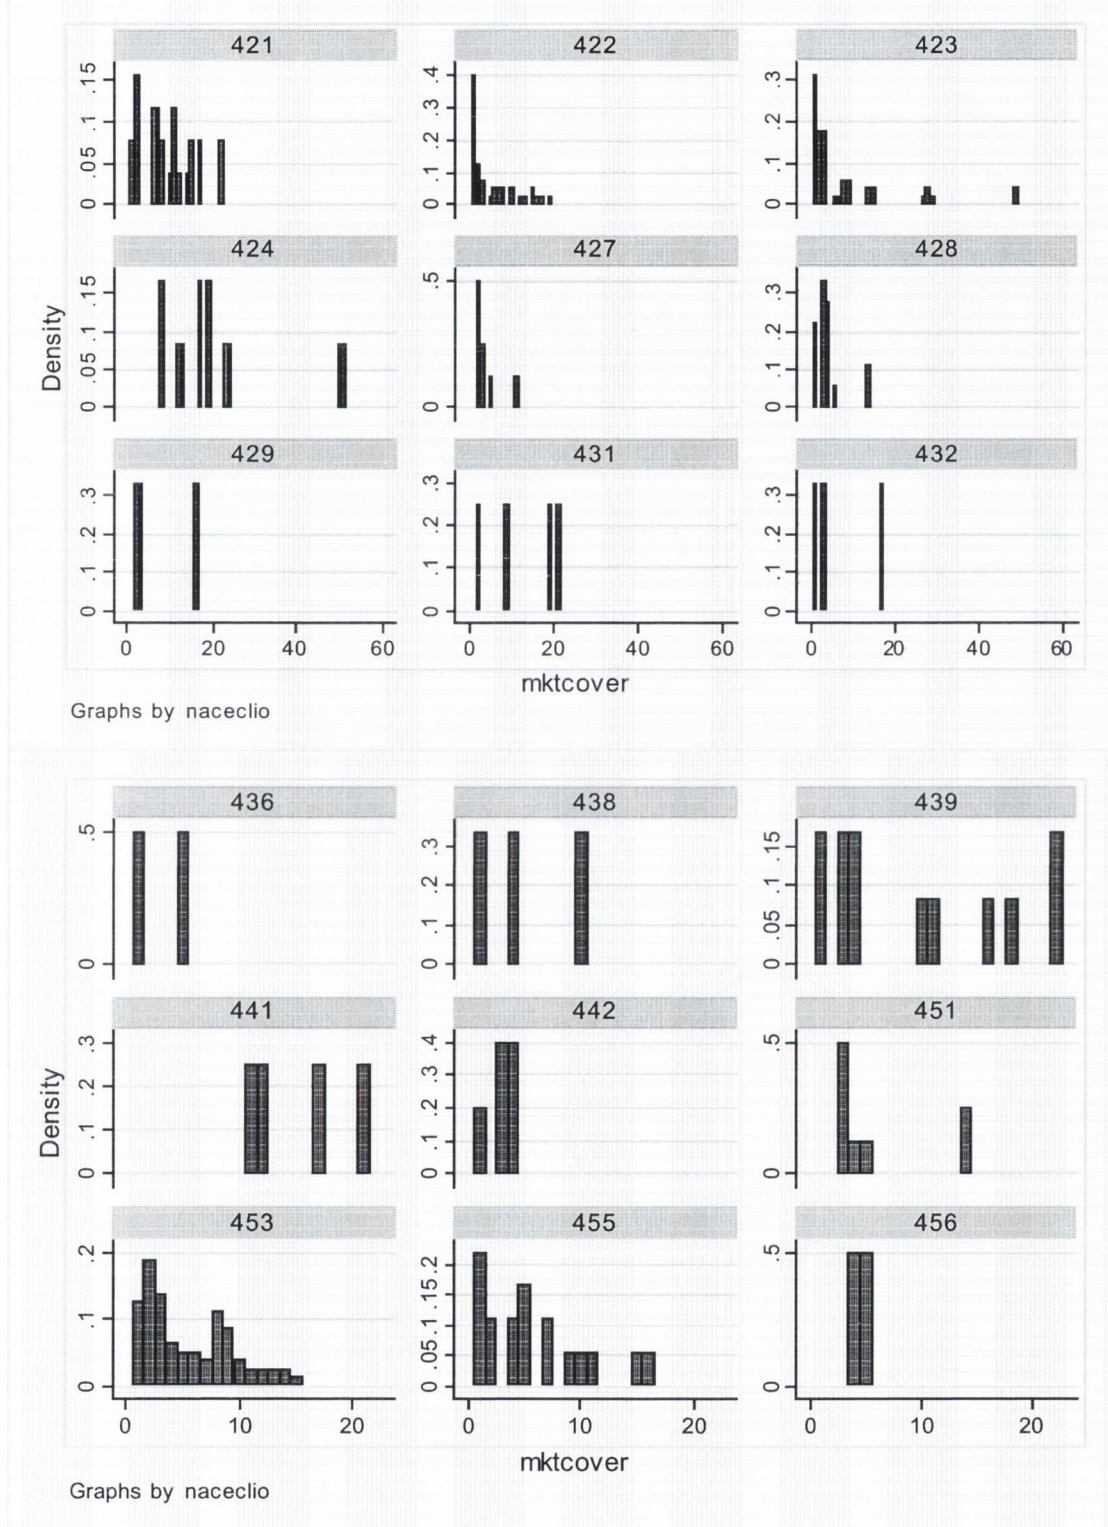 421 422 423
.15 .4 .3
.1 .3 .2
.05 .2 .1
0 .1 0
0
424 427 428
.15 .5 .3
.1 .2
.05 .1
0 0 0
429 431 432
.3 .3 .3
.2 .2 .2
.1 .1 .1
0 0 0
0 20 40 60 0 20 40 60 0 20 40 60
Density
mktcover
Graphs by naceclio
436 438 439
.5 .3 .15
.2 .1
.1 .05
0 0 0
441 442 451
.3 .4 .5
.2 .3
.1 .2
0 .1 0
0
453 455 456
.2 .2 .5
.1 .15
0 .1 0
.05
0
0 10 20 0 10 20 0 10 20
Density
mktcover
Graphs by naceclio